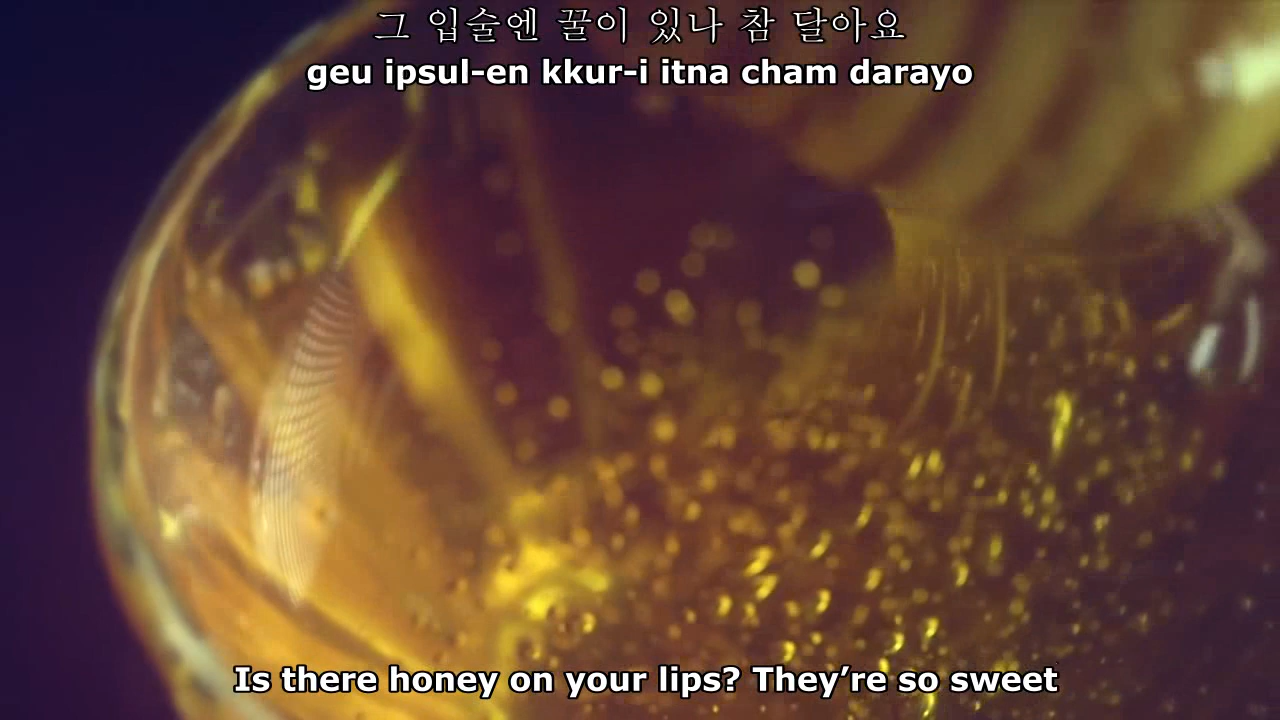 그 입술엔 꿀이 있나 참 달아요
geu ipsul-en kkur-i itna cham darayo
Is there honey on your lips? They’re so sweet